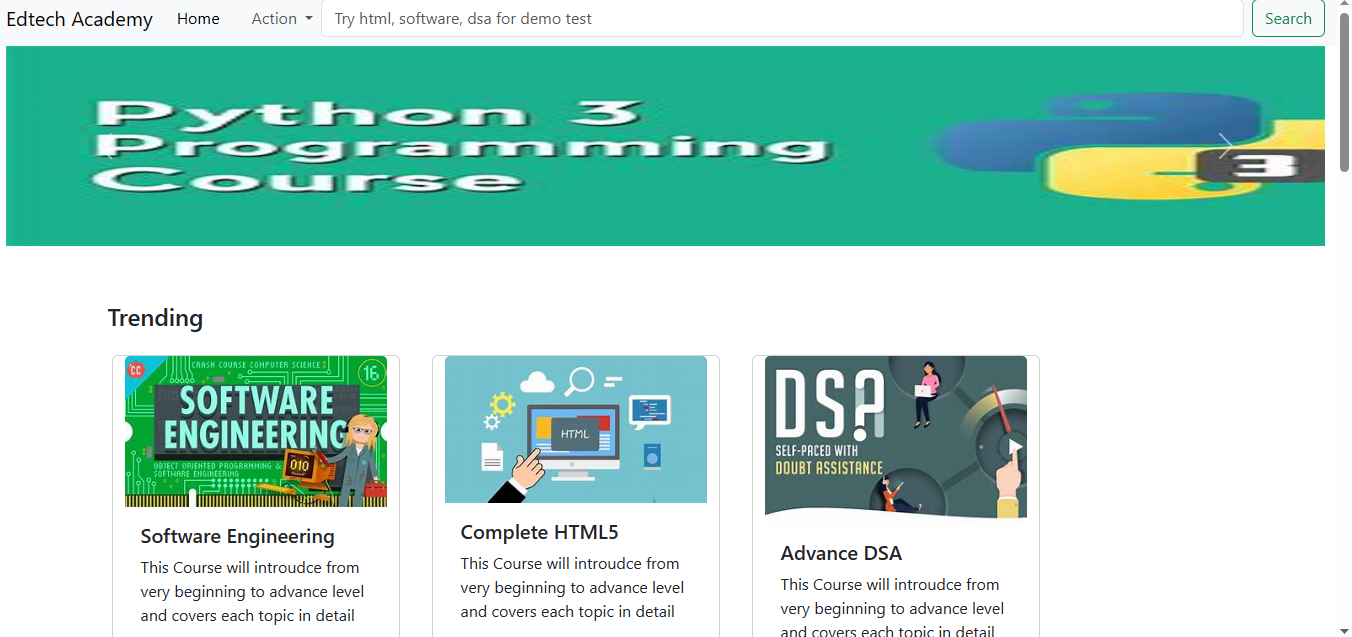 Edtech Academy Home Action Try html, software, dsa for demo test Search
Python 3
Programming
Course
3
Trending
CC
CRASH COURSE COMPUTER SCIENCE
16
SOFTWARE
ENGINEERING
OBJECT ORIENTED PROGRAMMING &
SOFTWARE ENGINEERING
010
Software Engineering
This Course will introudce from
very beginning to advance level
and covers each topic in detail
HTML
Complete HTML5
This Course will introudce from
very beginning to advance level
and covers each topic in detail
DSA
SELF-PACED WITH
DOUBT ASSISTANCE
Advance DSA
This Course will introudce from
very beginning to advance level
and covers each topic in detail